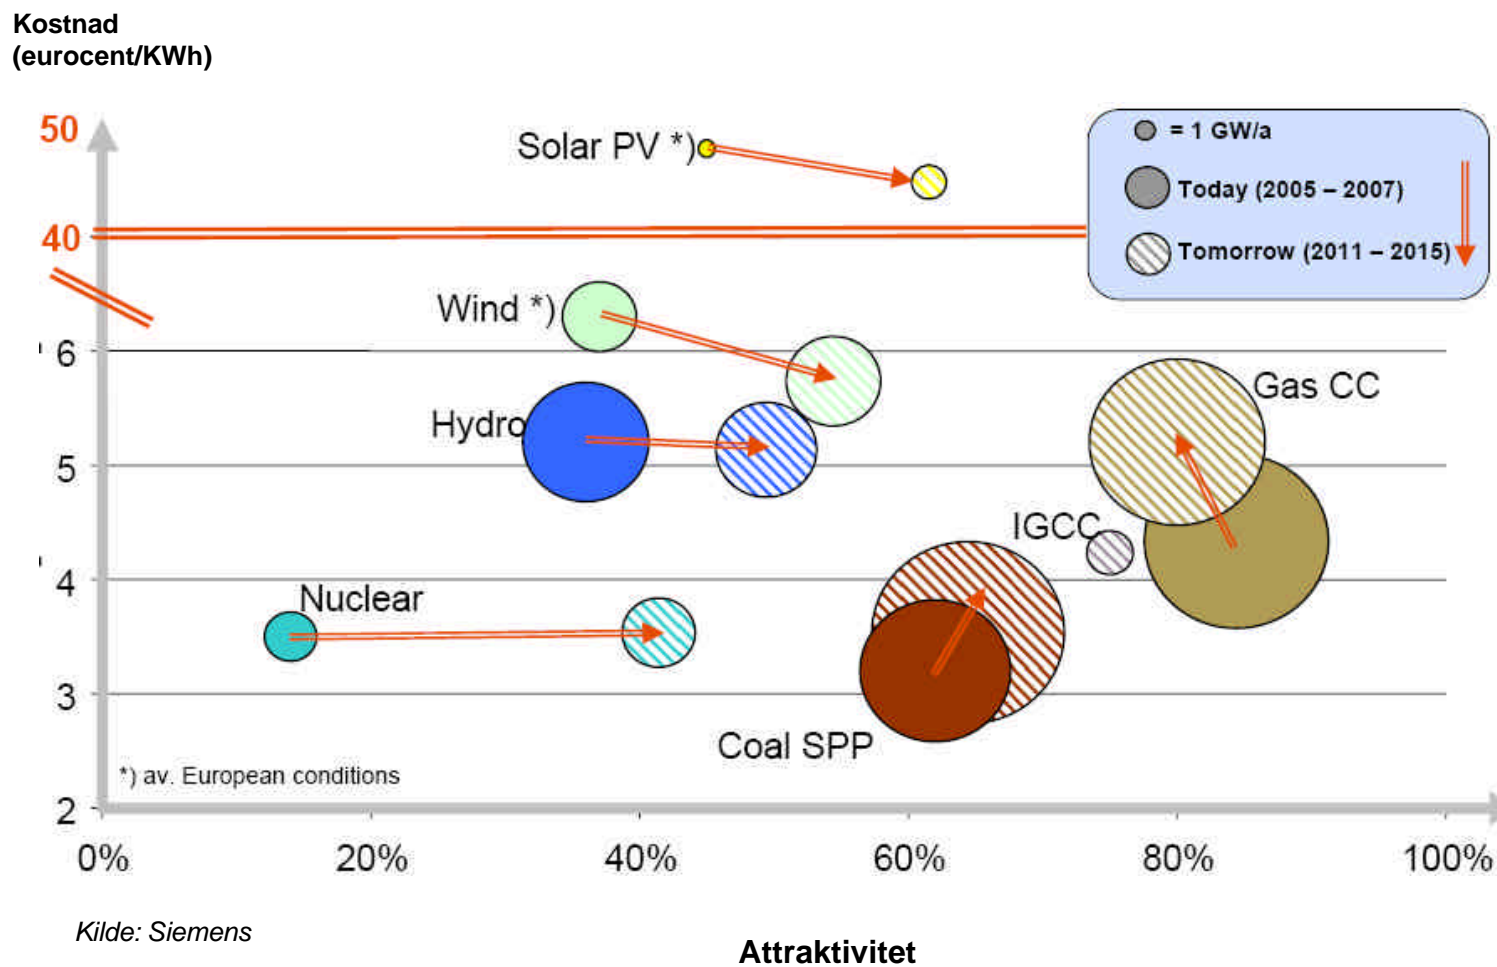 Kostnad
(eurocent/KWh)
50
Solar PV *)
= 1 GW/a
Today (2005 – 2007)
Tomorrow (2011 – 2015)
40
Wind *)
6
Gas CC
Hydro
5
IGCC
4
Nuclear
3
Coal SPP
*) av. European conditions
2
0% 20% 40% 60% 80% 100%
Kilde: Siemens
Attraktivitet